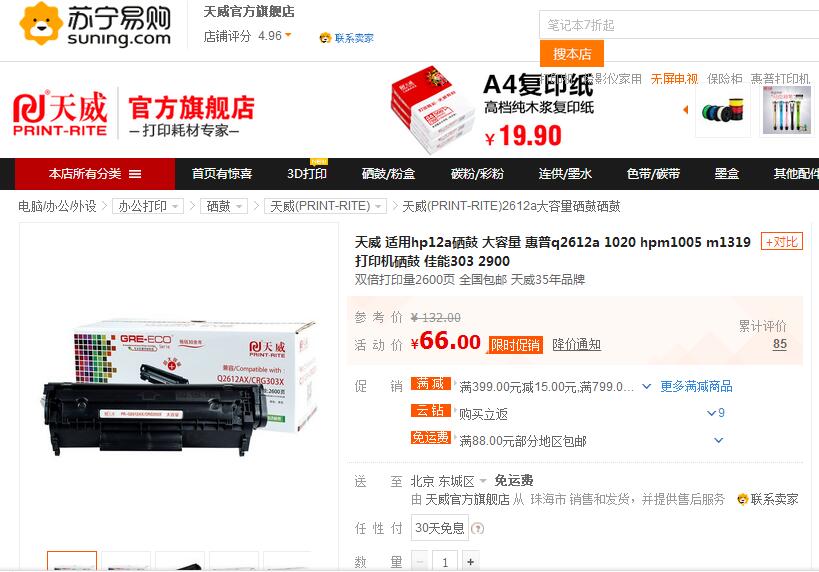 苏宁易购
suning.com
天威官方旗舰店
店铺评分 4.96
联系苏宁
笔记本7折起
搜本店
家用 无屏电视 保险柜 惠普打印机
天威
PRINT-RITE
官方旗舰店
打印耗材专家
A4复印纸
高档纯木浆复印纸
¥19.90
本店所有分类
首页有惊喜
3D打印
硒鼓/粉盒
碳粉/彩粉
连供/墨水
色带/碳带
墨盒
其他配件
电脑/办公/外设 > 办公打印 > 硒鼓 > 天威(PRINT-RITE) > 天威(PRINT-RITE)2612a大容量硒鼓硒鼓
天威 适用hp12a硒鼓 大容量 惠普q2612a 1020 hpm1005 m1319
打印机硒鼓 佳能303 2900
+对比
双倍打印量2600页 全国包邮 天威35年品牌
参考价 ¥ 132.00
活动价 ¥66.00 限时促销 降价通知
累计评价
85
促销 满减 满399.00元减15.00元,满799.0... 更多满减商品
云钻 购买立返 9
免运费 满88.00元部分地区包邮
送至 北京 东城区 免运费
由 天威官方旗舰店 从 珠海市 销售和发货，并提供售后服务 联系卖家
任性付 30天免息 ?
数量 - 1 +
GRE-ECO
天威
PRINT-RITE
兼容/Compatible with :
Q2612AX/CRG303X